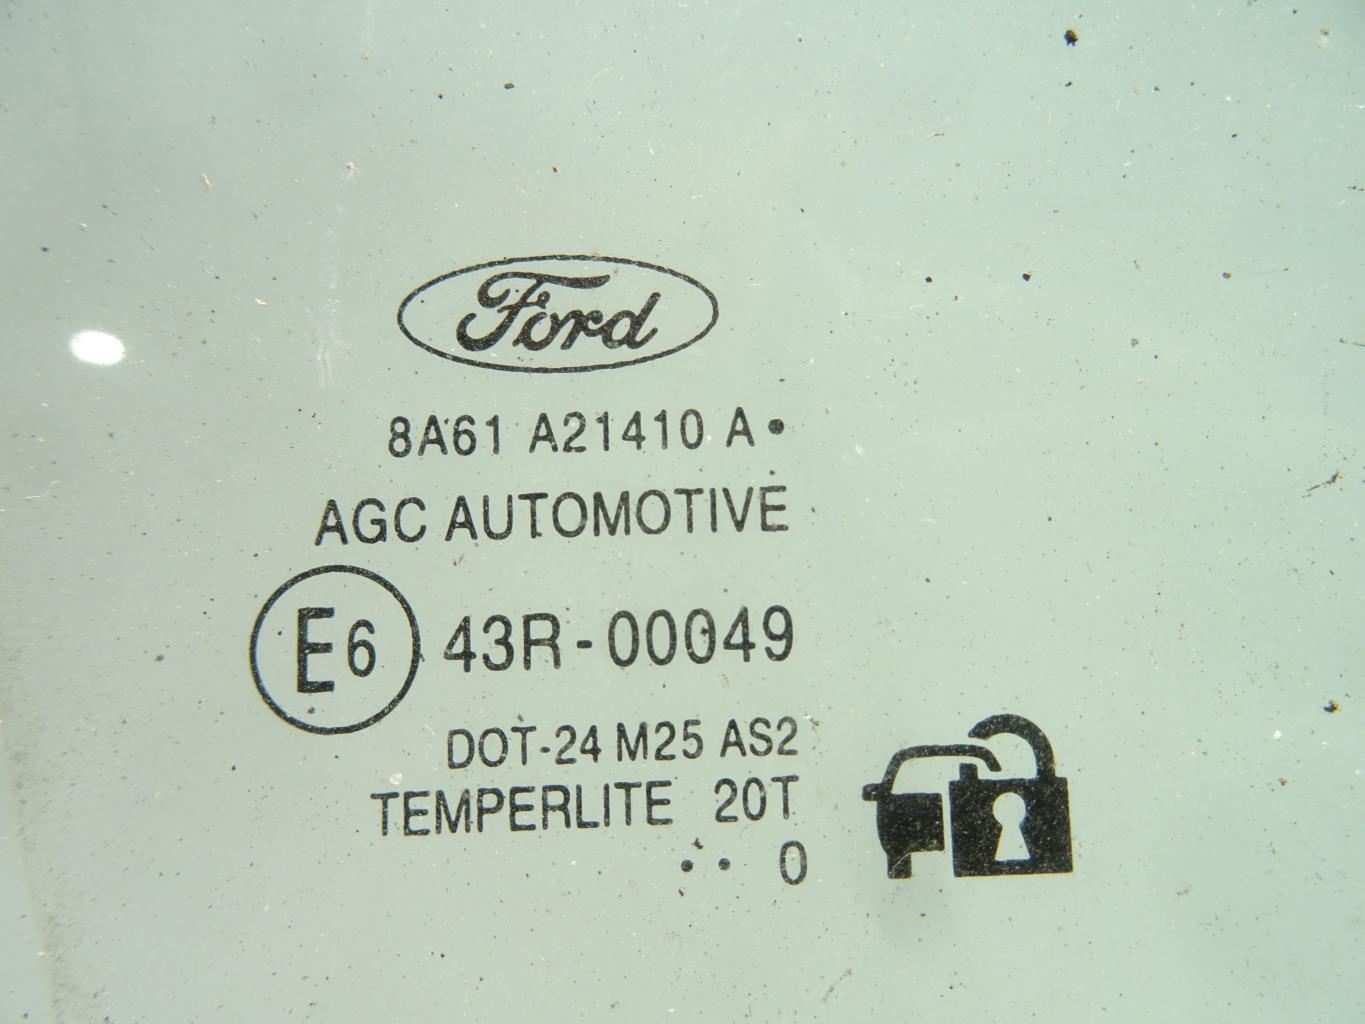 Ford
8A61 A21410 A •
AGC AUTOMOTIVE
E6 43R-00049
DOT-24 M25 AS2
TEMPERLITE 20T
• • 0